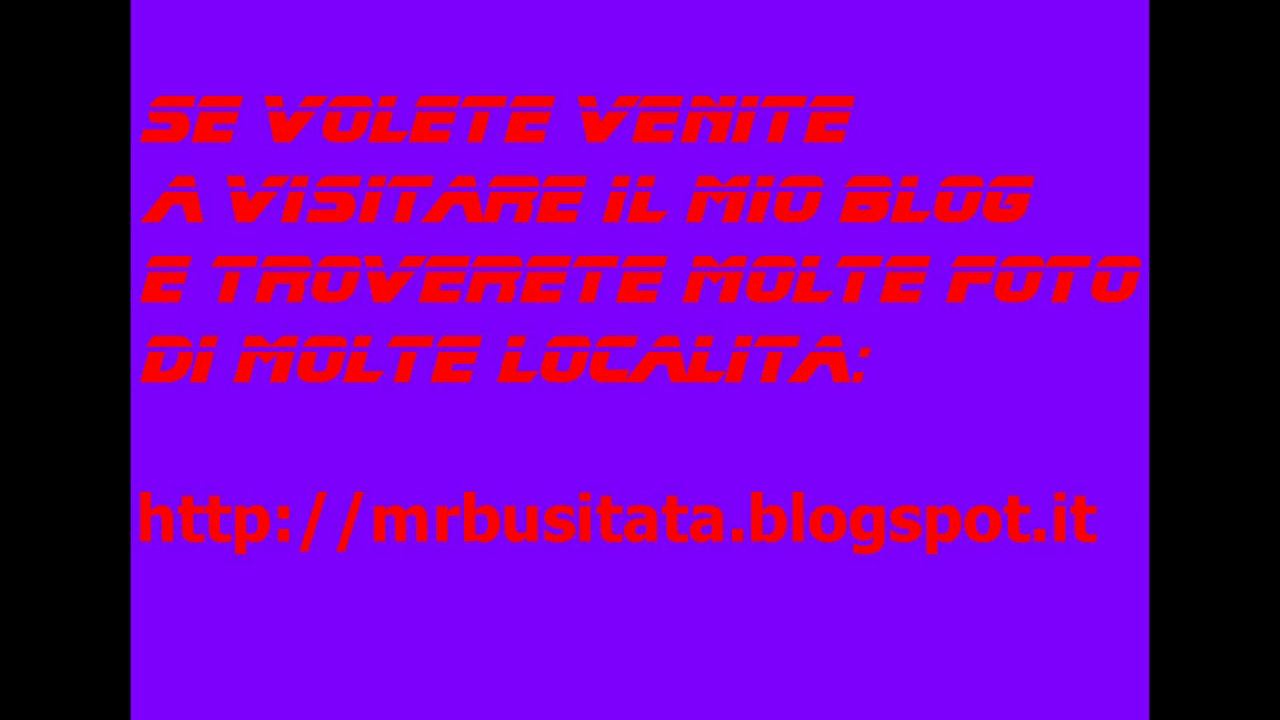 SE VOLETE VENITE
A VISITARE IL MIO BLOG
E TROVERETE MOLTE FOTO
DI MOLTE LOCALITA:
http://mrbusitata.blogspot.it